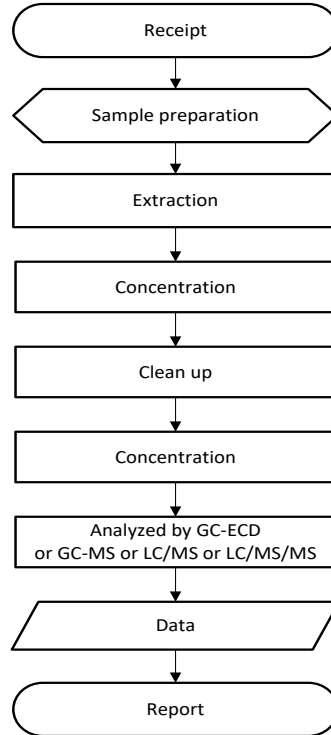 Receipt
Sample preparation
Extraction
Concentration
Clean up
Concentration
Analyzed by GC-ECD
or GC-MS or LC/MS or LC/MS/MS
Data
Report